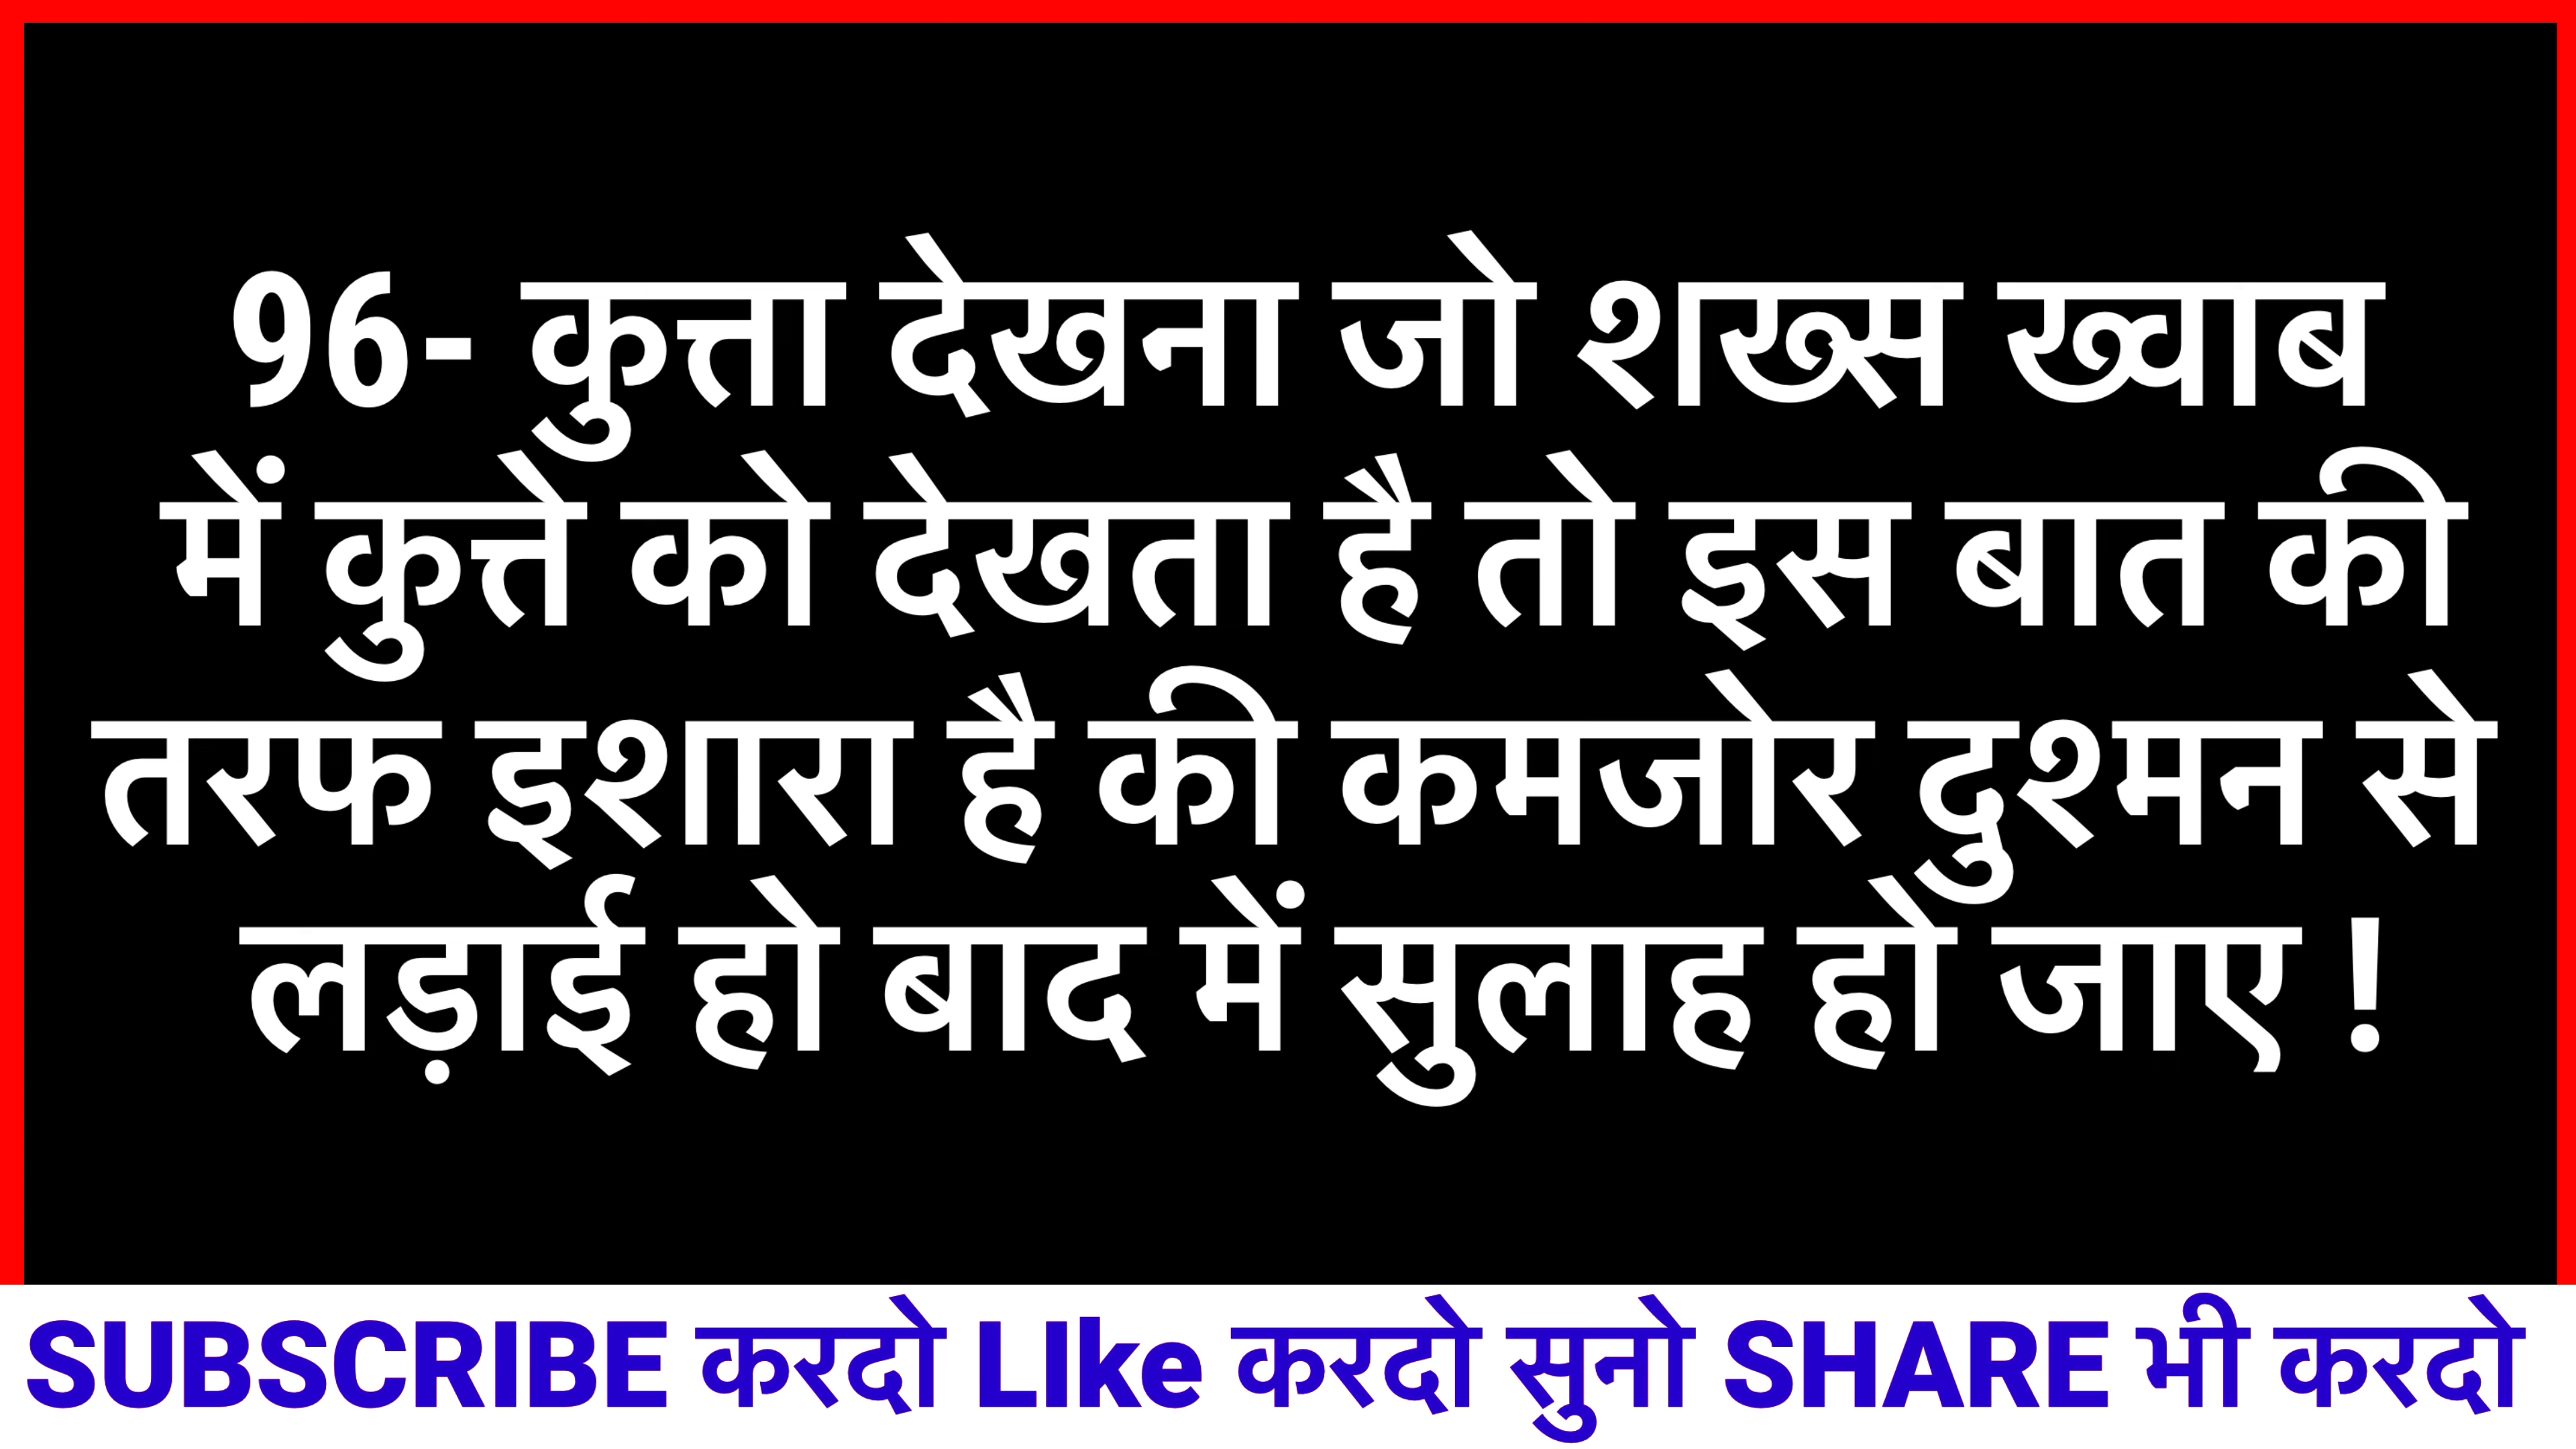 96- कुत्ता देखना जो शख्स ख्वाब
में कुत्ते को देखता है तो इस बात की
तरफ इशारा है की कमजोर दुश्मन से
लड़ाई हो बाद में सुलाह हो जाए !
SUBSCRIBE करदो LIke करदो सुनो SHARE भी करदो